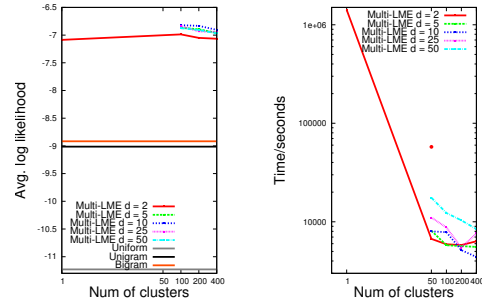 Avg. log likelihood
-6.5
-7
-7.5
-8
-8.5
-9
-9.5
-10
-10.5
-11
Multi-LME d = 2
Multi-LME d = 5
Multi-LME d = 10
Multi-LME d = 25
Multi-LME d = 50
Uniform
Unigram
Bigram
1 50 100 200 400
Num of clusters
Time/seconds
1e+06
100000
10000
Multi-LME d = 2
Multi-LME d = 5
Multi-LME d = 10
Multi-LME d = 25
Multi-LME d = 50
1 50 100 200 400
Num of clusters